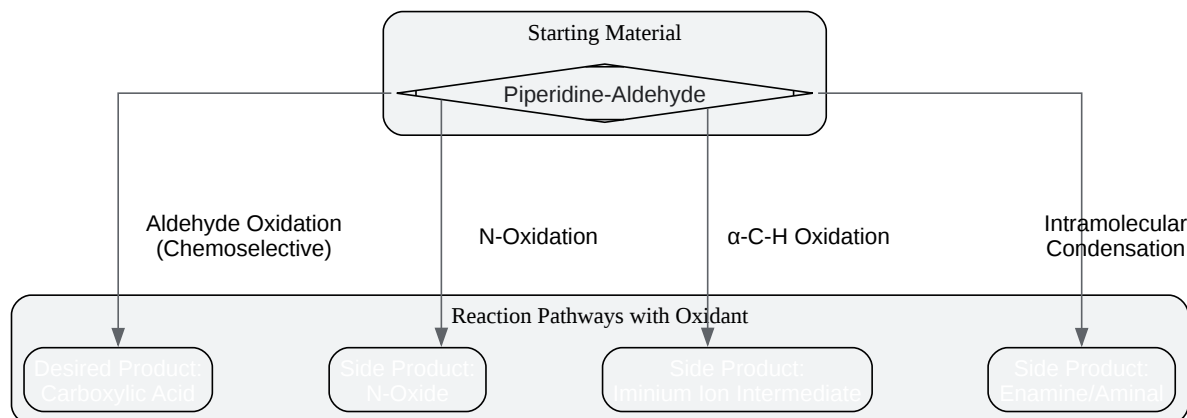 Starting Material
Piperidine-Aldehyde
Aldehyde Oxidation
(Chemoselective)
N-Oxidation
α-C-H Oxidation
Intramolecular
Condensation
Reaction Pathways with Oxidant
Desired Product:
Carboxylic Acid
Side Product:
N-Oxide
Side Product:
Iminium Ion Intermediate
Side Product:
Enamine/Aminal